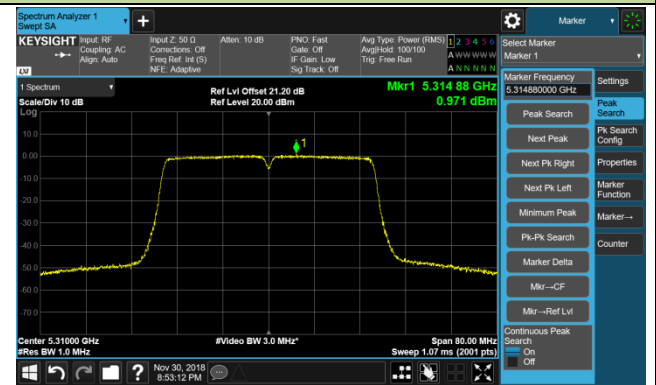 Spectrum Analyzer 1
Swept SA
Marker
KEYSIGHT
Input: RF
Coupling: AC
Align: Auto
Input Z: 50 Ω
Corrections: Off
Freq Ref: Int (S)
NFE: Adaptive
Atten: 10 dB
PNO: Fast
Gate: Off
IF Gain: Low
Sig Track: Off
Avg Type: Power (RMS)
Avg|Hold: 100/100
Trig: Free Run
1 2 3 4 5 6
A W W W W W
A N N N N N
LXI
Select Marker
Marker 1
1 Spectrum
Scale/Div 10 dB
Log
Ref Lvl Offset 21.20 dB
Ref Level 20.00 dBm
Mkr1 5.314 88 GHz
0.971 dBm
10.0
0.00
-10.0
-20.0
-30.0
-40.0
-50.0
-60.0
-70.0
1
Center 5.31000 GHz
#Res BW 1.0 MHz
#Video BW 3.0 MHz*
Span 80.00 MHz
Sweep 1.07 ms (2001 pts)
Marker Frequency
5.314880000 GHz
Peak Search
Next Peak
Next Pk Right
Next Pk Left
Minimum Peak
Pk-Pk Search
Marker Delta
Mkr→CF
Mkr→Ref Lvl
Continuous Peak
Search
On
Off
Settings
Peak
Search
Pk Search
Config
Properties
Marker
Function
Marker→
Counter
?
Nov 30, 2018
8:53:12 PM